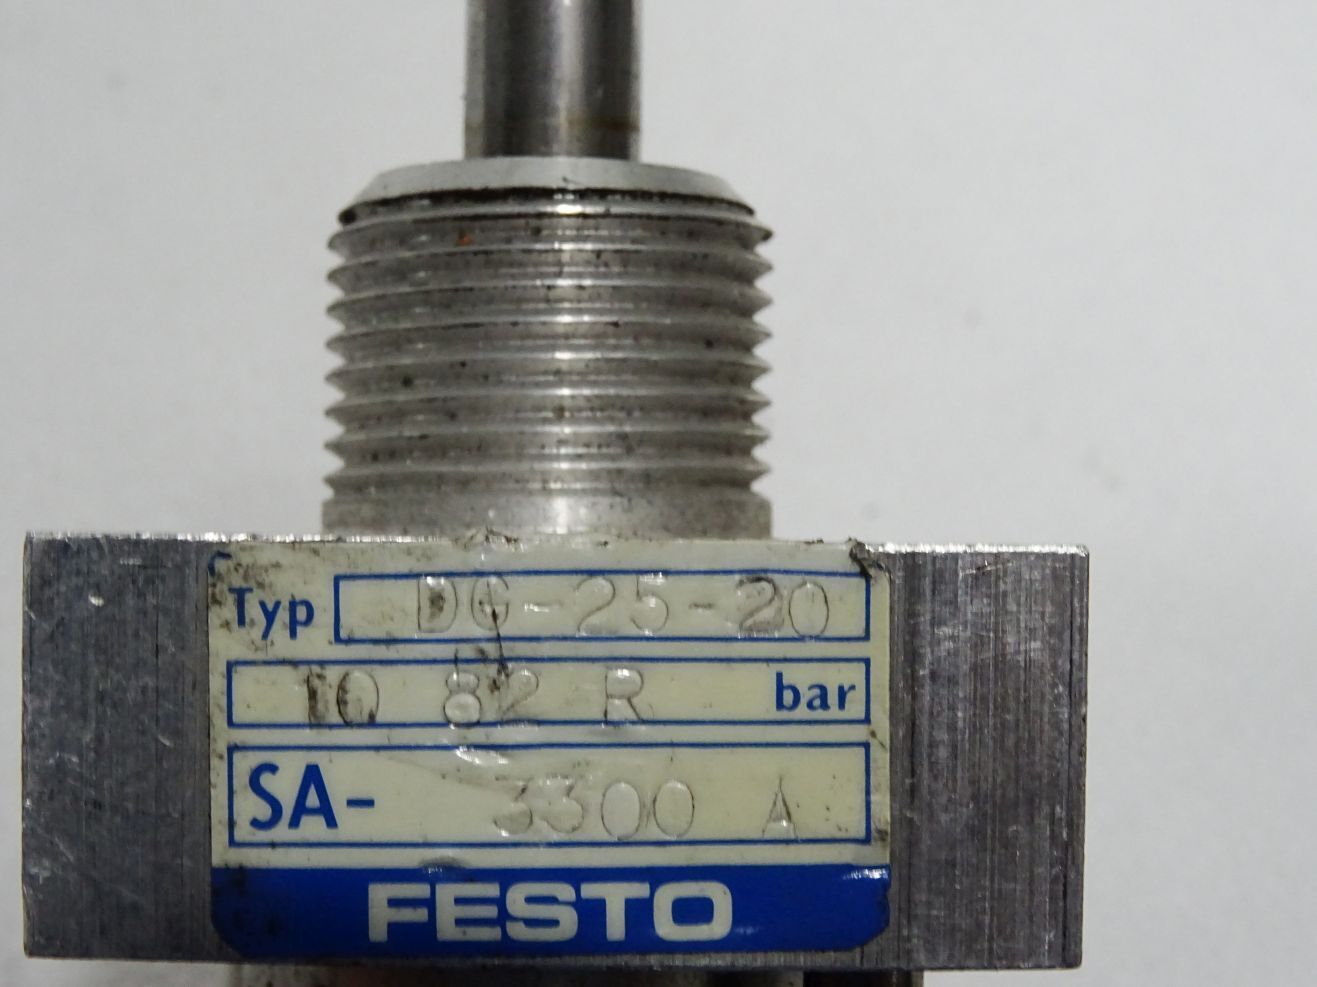 Typ DG-25-20
10 82 R bar
SA- 3300 A
FESTO